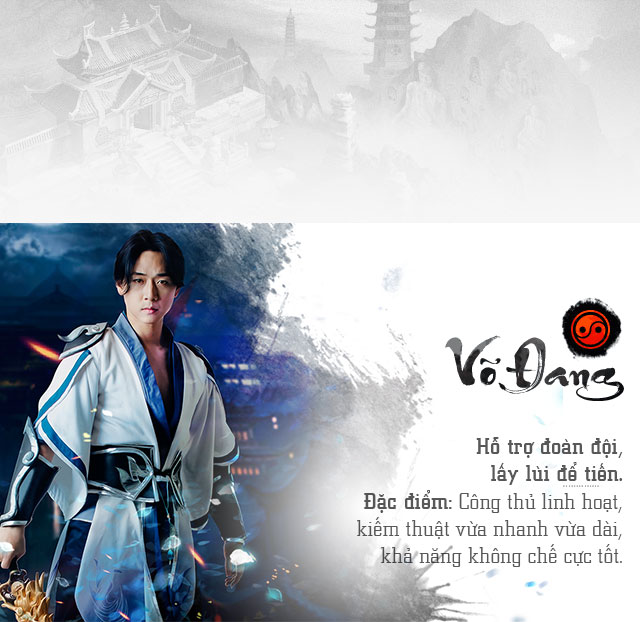 Võ Đang
Hỗ trợ đoàn đội,
lấy lùi để tiến.
Đặc điểm: Công thủ linh hoạt,
kiếm thuật vừa nhanh vừa dài,
khả năng không chế cực tốt.